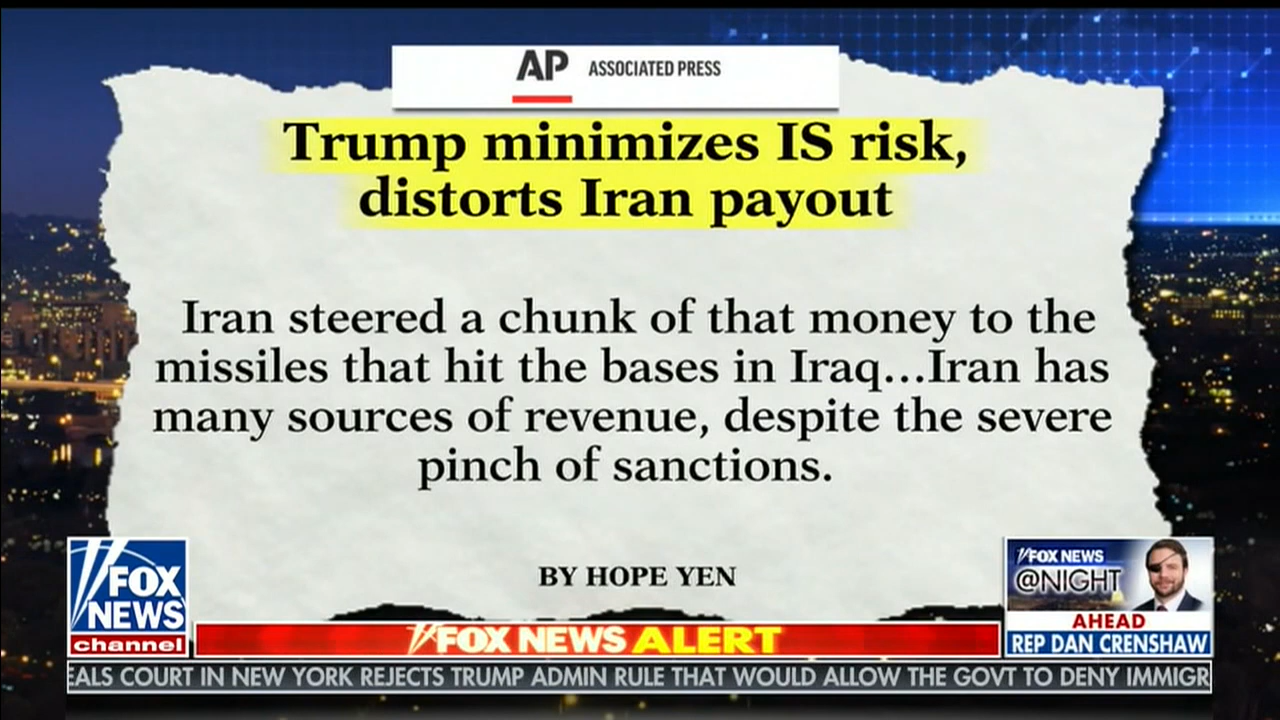 AP ASSOCIATED PRESS
Trump minimizes IS risk,
distorts Iran payout
Iran steered a chunk of that money to the
missiles that hit the bases in Iraq...Iran has
many sources of revenue, despite the severe
pinch of sanctions.
BY HOPE YEN
FOX
NEWS
channel
FOX NEWS ALERT
FOX NEWS
@NIGHT
AHEAD
REP DAN CRENSHAW
EALS COURT IN NEW YORK REJECTS TRUMP ADMIN RULE THAT WOULD ALLOW THE GOVT TO DENY IMMIGR